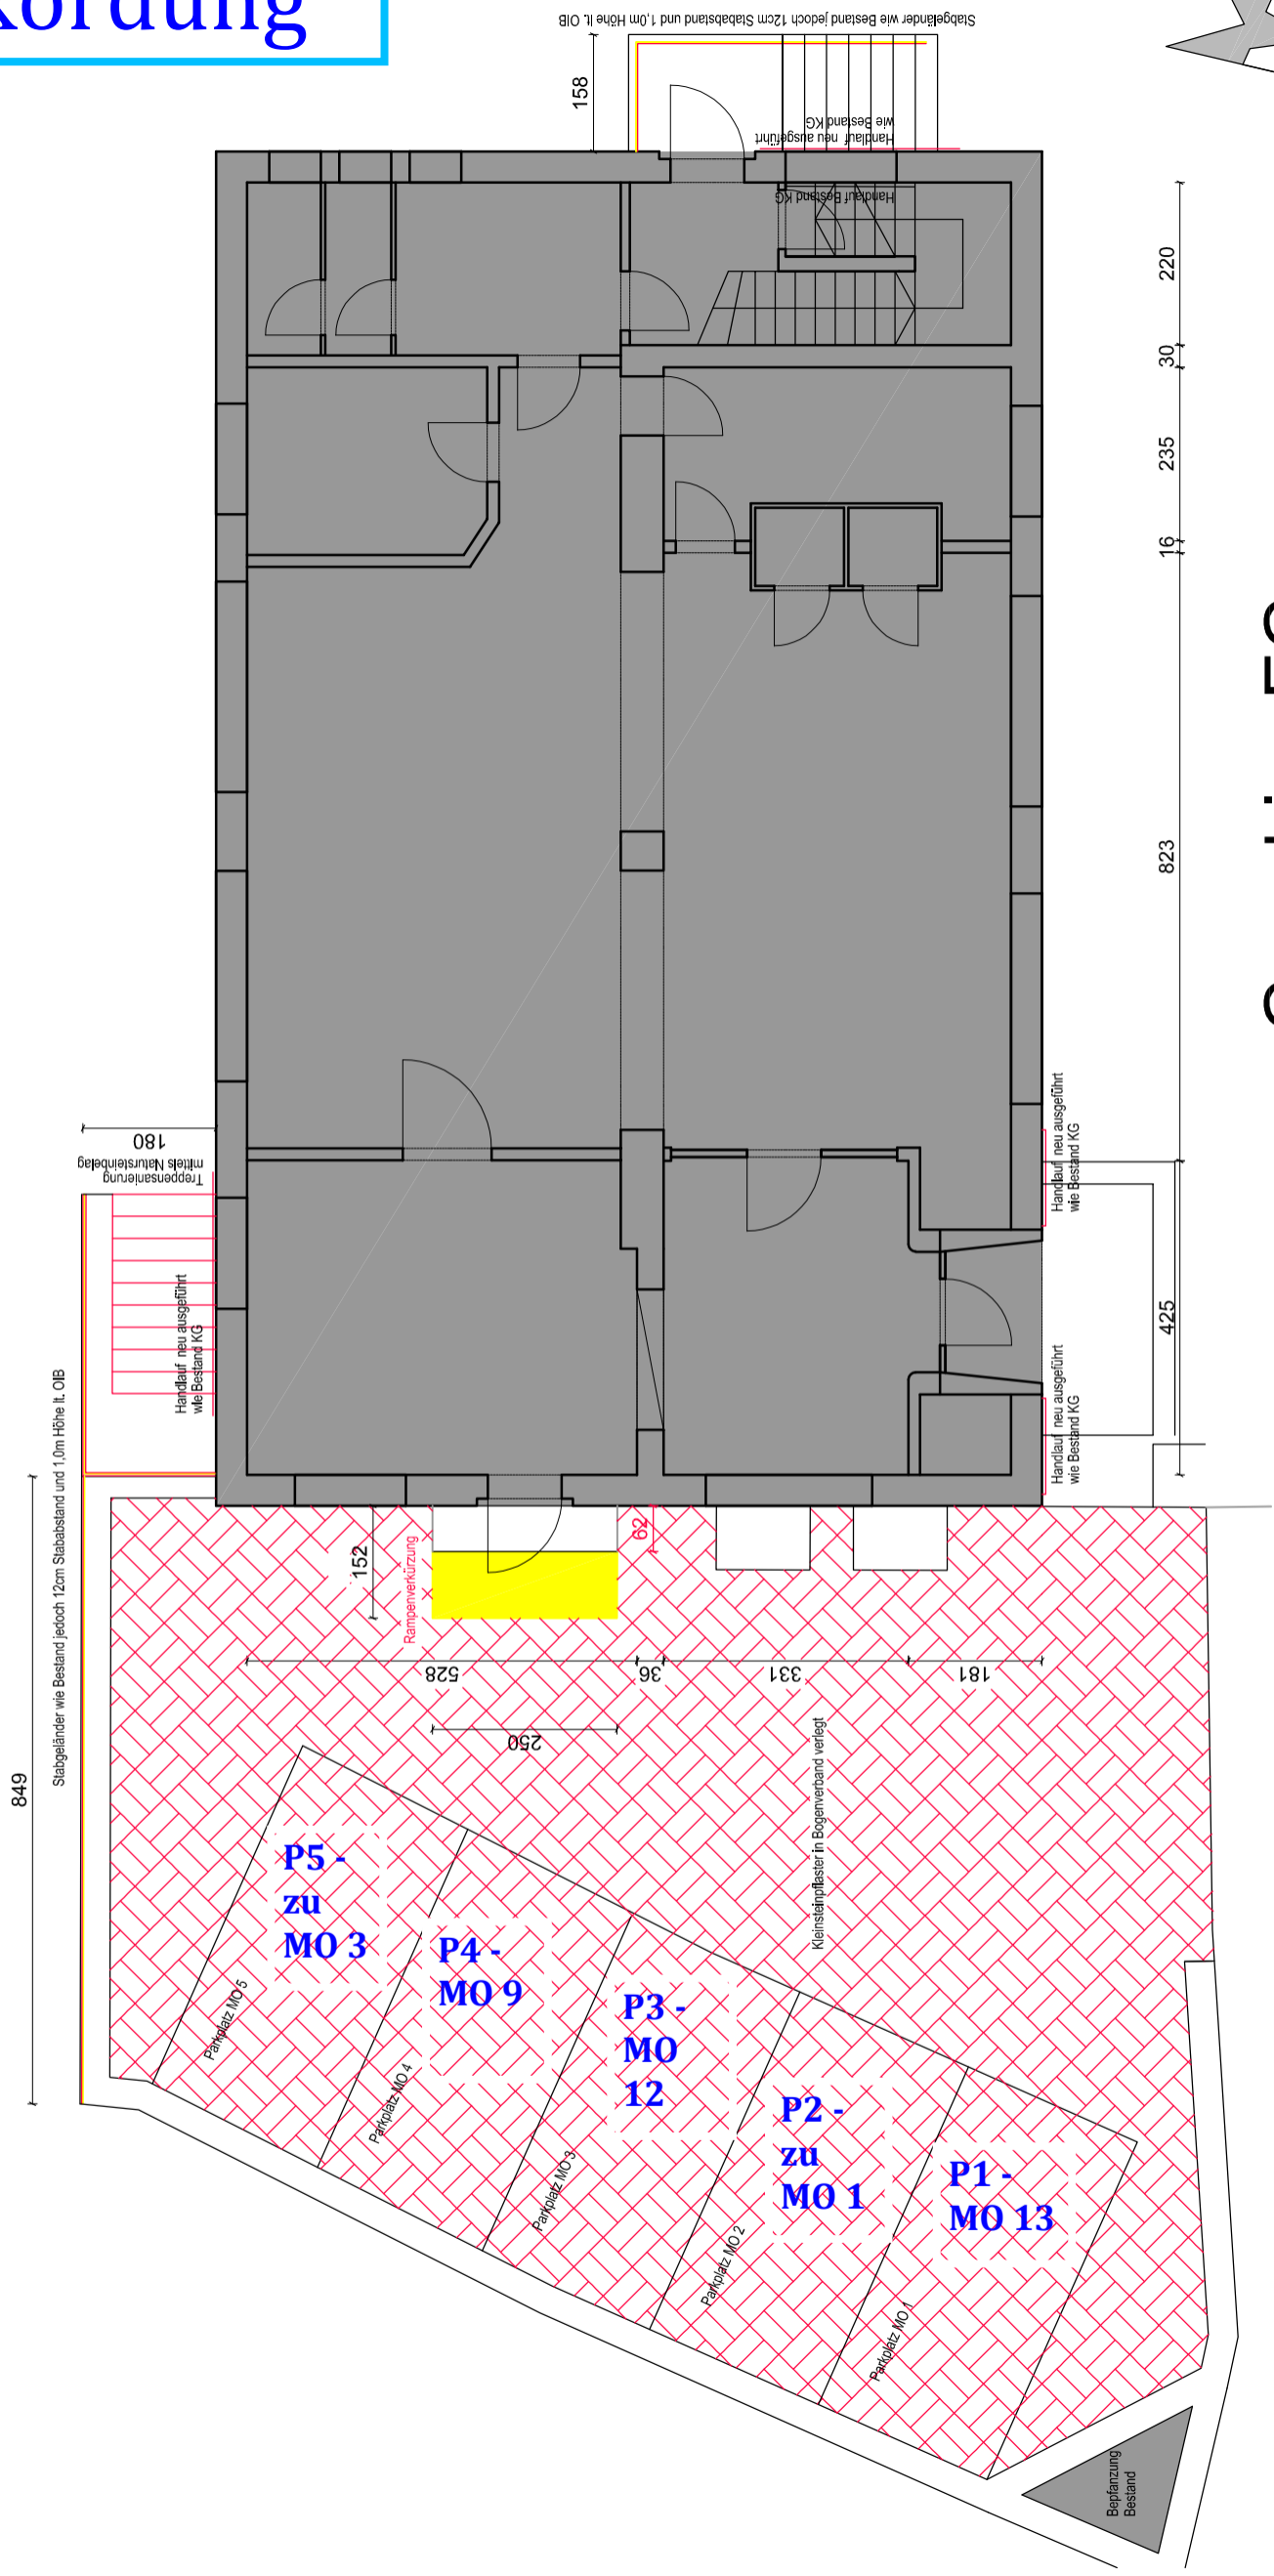 Stabgeländer wie Bestand jedoch 12cm Stababstand und 1,0m Höhe lt. OIB
158
Handlauf neu ausgeführt
wie Bestand KG
Handlauf Bestand KG
220
30
235
16
823
425
180
Treppensanierung
mittels Natursteinbelag
Handlauf neu ausgeführt
wie Bestand KG
Handlauf neu ausgeführt
wie Bestand KG
Handlauf neu ausgeführt
wie Bestand KG
Stabgeländer wie Bestand jedoch 12cm Stababstand und 1,0m Höhe lt. OIB
849
152
Rampenverkürzung
62
528
36
331
181
250
Kleinsteinpflaster in Bogenverband verlegt
P5 -
zu
MO 3
Parkplatz MO 5
P4 -
MO 9
Parkplatz MO 4
P3 -
MO
12
Parkplatz MO 3
P2 -
zu
MO 1
Parkplatz MO 2
P1 -
MO 13
Parkplatz MO 1
Bepfanzung
Bestand